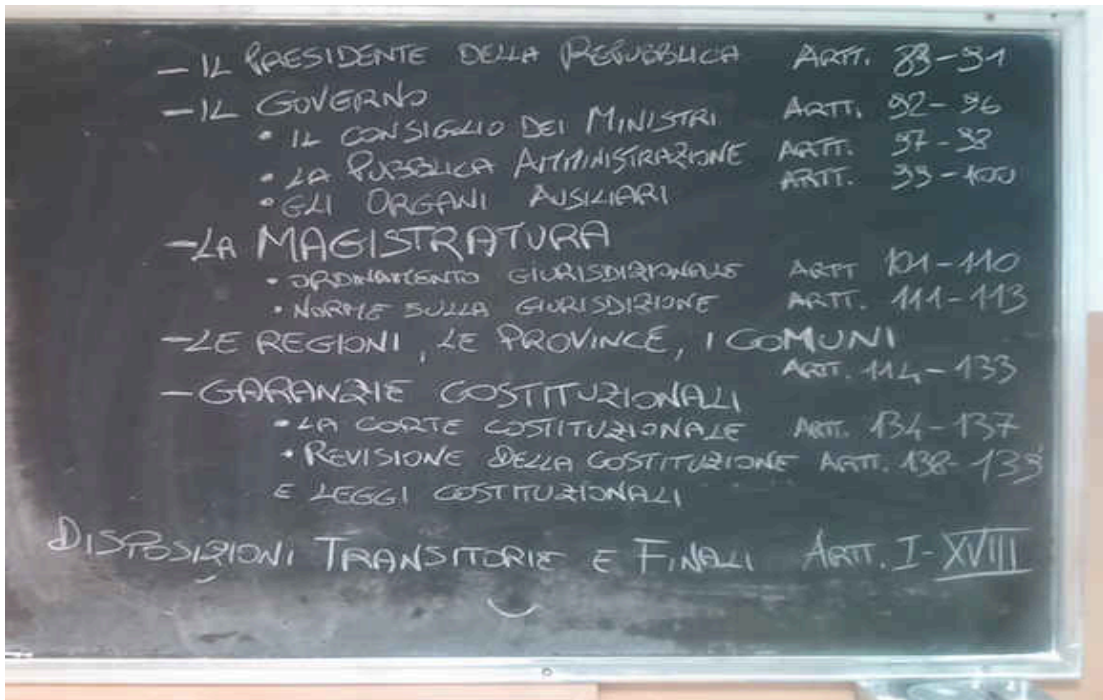 - IL PRESIDENTE DELLA REPUBBLICA ARTT. 83-91
- IL GOVERNO
• IL CONSIGLIO DEI MINISTRI ARTT. 92-96
• LA PUBBLICA AMMINISTRAZIONE ARTT. 97-98
• GLI ORGANI AUSILIARI ARTT. 99-100
- LA MAGISTRATURA
• ORDINAMENTO GIURISDIZIONALE ARTT 101-110
• NORME SULLA GIURISDIZIONE ARTT. 111-113
- LE REGIONI, LE PROVINCE, I COMUNI
ARTT. 114-133
- GARANZIE COSTITUZIONALI
• LA CORTE COSTITUZIONALE ARTT. 134-137
• REVISIONE DELLA COSTITUZIONE ARTT. 138-139
E LEGGI COSTITUZIONALI
DISPOSIZIONI TRANSITORIE E FINALI ARTT. I-XVIII